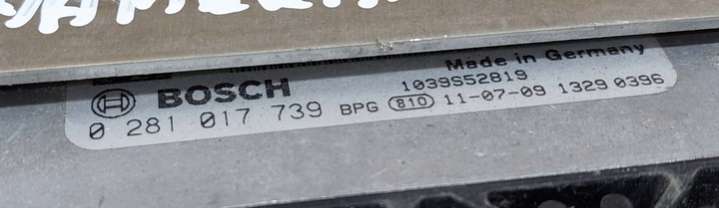 Made in Germany
BOSCH 1039S52819
0 281 017 739 BPG 810 11-07-09 1329 0396